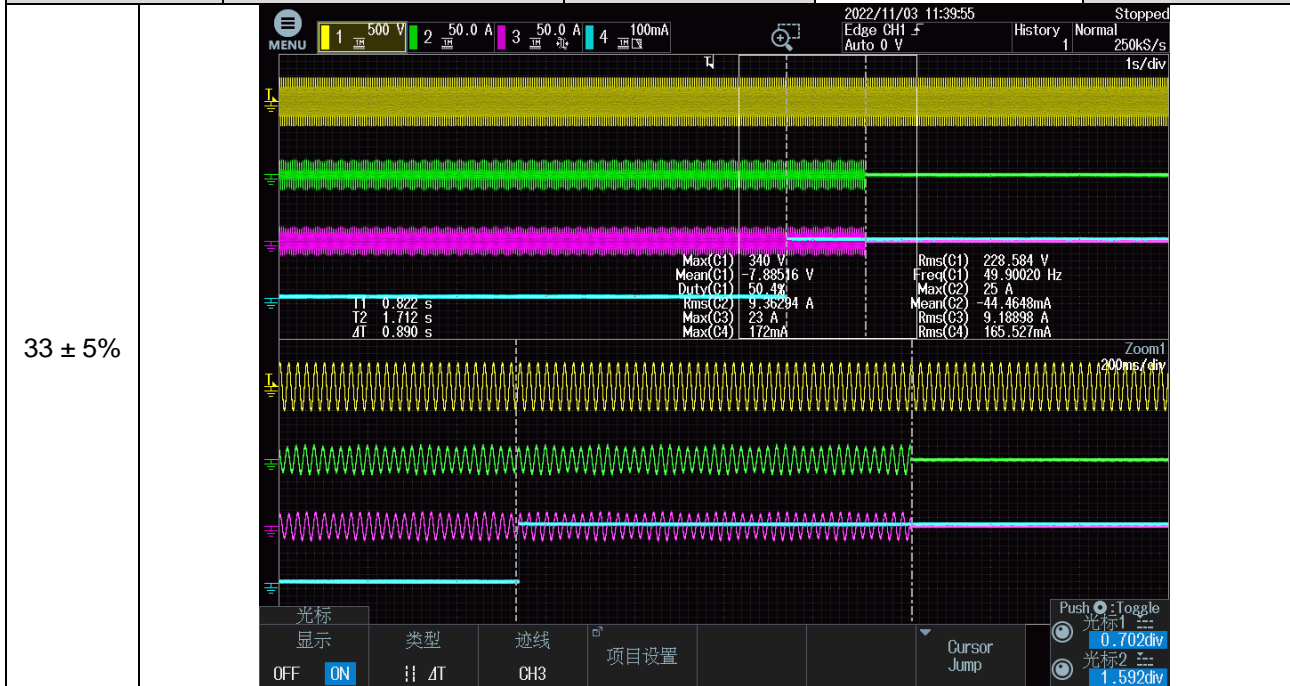 2022/11/03 11:39:55
Stopped
MENU
1 1M 500 V
2 1M 50.0 A
3 1M 50.0 A
4 1M 100mA
Edge CH1
Auto 0 V
History
1
Normal
250kS/s
1s/div
T
T
Max(C1) 340 V
Rms(C1) 228.584 V
Mean(C1) -7.88516 V
Freq(C1) 49.90020 Hz
Duty(C1) 50.4%
Max(C2) 25 A
T1 0.822 s
Rms(C2) 9.36294 A
Mean(C2) -44.4648mA
T2 1.712 s
Max(C3) 23 A
Rms(C3) 9.18898 A
ΔT 0.890 s
Max(C4) 172mA
Rms(C4) 165.527mA
33 ± 5%
Zoom1
200ms/div
T
光标
Push :Toggle
显示
OFF ON
类型
ΔT
迹线
CH3
项目设置
Cursor
Jump
光标1
0.702div
光标2
1.592div